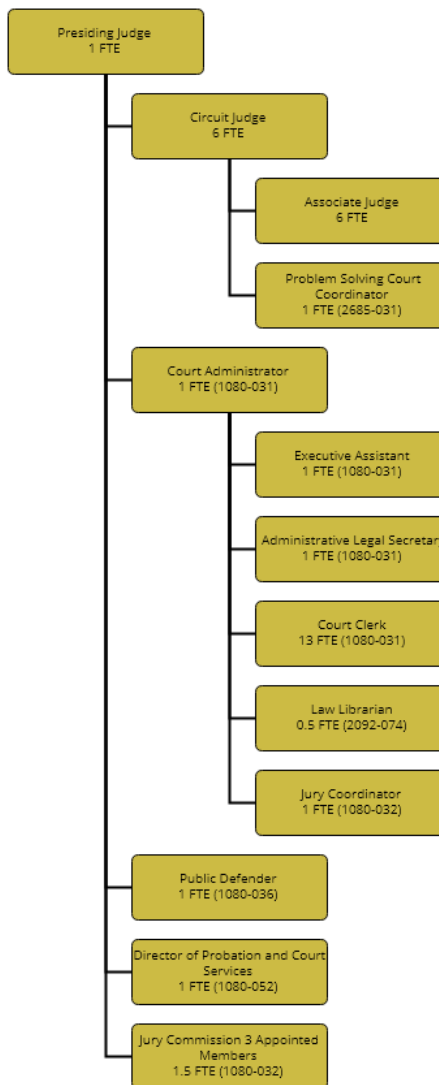 Presiding Judge
1 FTE
Circuit Judge
6 FTE
Associate Judge
6 FTE
Problem Solving Court
Coordinator
1 FTE (2685-031)
Court Administrator
1 FTE (1080-031)
Executive Assistant
1 FTE (1080-031)
Administrative Legal Secretary
1 FTE (1080-031)
Court Clerk
13 FTE (1080-031)
Law Librarian
0.5 FTE (2092-074)
Jury Coordinator
1 FTE (1080-032)
Public Defender
1 FTE (1080-036)
Director of Probation and Court
Services
1 FTE (1080-052)
Jury Commission 3 Appointed
Members
1.5 FTE (1080-032)